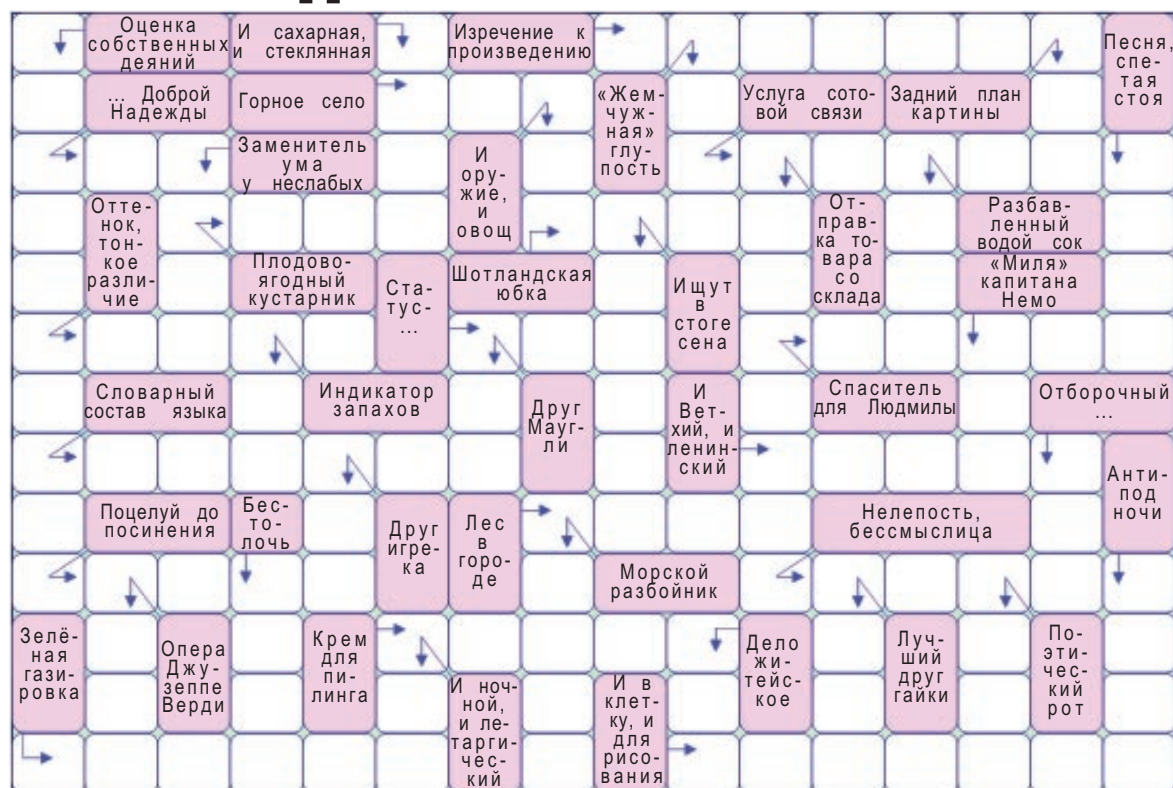 Оценка
собственных
деяний
И сахарная,
и стеклянная
Изречение к
произведению
Песня,
спе-
тая
стоя
... Доброй
Надежды
Горное село
«Жем-
чуж-
ная»
глу-
пость
Услуга сото-
вой связи
Задний план
картины
Заменитель
ума
у неслабых
И
ору-
жие,
и
овощ
Отте-
нок,
тон-
кое
разли-
чие
От-
прав-
ка то-
вара
со
склада
Разбав-
ленный
водой сок
Плодово-
ягодный
кустарник
Ста-
тус-
...
Шотландская
юбка
Ищут
в
стоге
сена
«Миля»
капитана
Немо
Словарный
состав языка
Индикатор
запахов
Друг
Мауг-
ли
И
Вет-
хий, и
ленин-
ский
Спаситель
для Людмилы
Отборочный
...
Анти-
под
ночи
Поцелуй до
посинения
Бес-
то-
лочь
Друг
игре-
ка
Лес
в
горо-
де
Нелепость,
бессмыслица
Морской
разбойник
Зелё-
ная
гази-
ровка
Опера
Джу-
зеппе
Верди
Крем
для
пи-
линга
Дело
жи-
тейс-
кое
Луч-
ший
друг
гайки
По-
эти-
ческий
рот
И ноч-
ной,
и ле-
тарги-
ческий
И в
клет-
ку, и
для
рисо-
вания